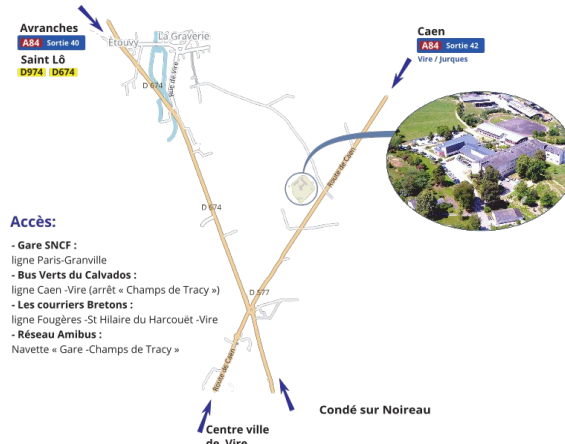 Avranches
A84 Sortie 40
Saint Lô
D974 D674
Étouvy
La Graverie
Rue de Vire
D 674
Caen
A84 Sortie 42
Vire / Jurques
Route de Caen
D 674
Accès:
- Gare SNCF :
ligne Paris-Granville
- Bus Verts du Calvados :
ligne Caen -Vire (arrêt « Champs de Tracy »)
- Les courriers Bretons :
ligne Fougères -St Hilaire du Harcouët -Vire
- Réseau Amibus :
Navette « Gare -Champs de Tracy »
D 577
Route de Caen
Condé sur Noireau
Centre ville
de Vire